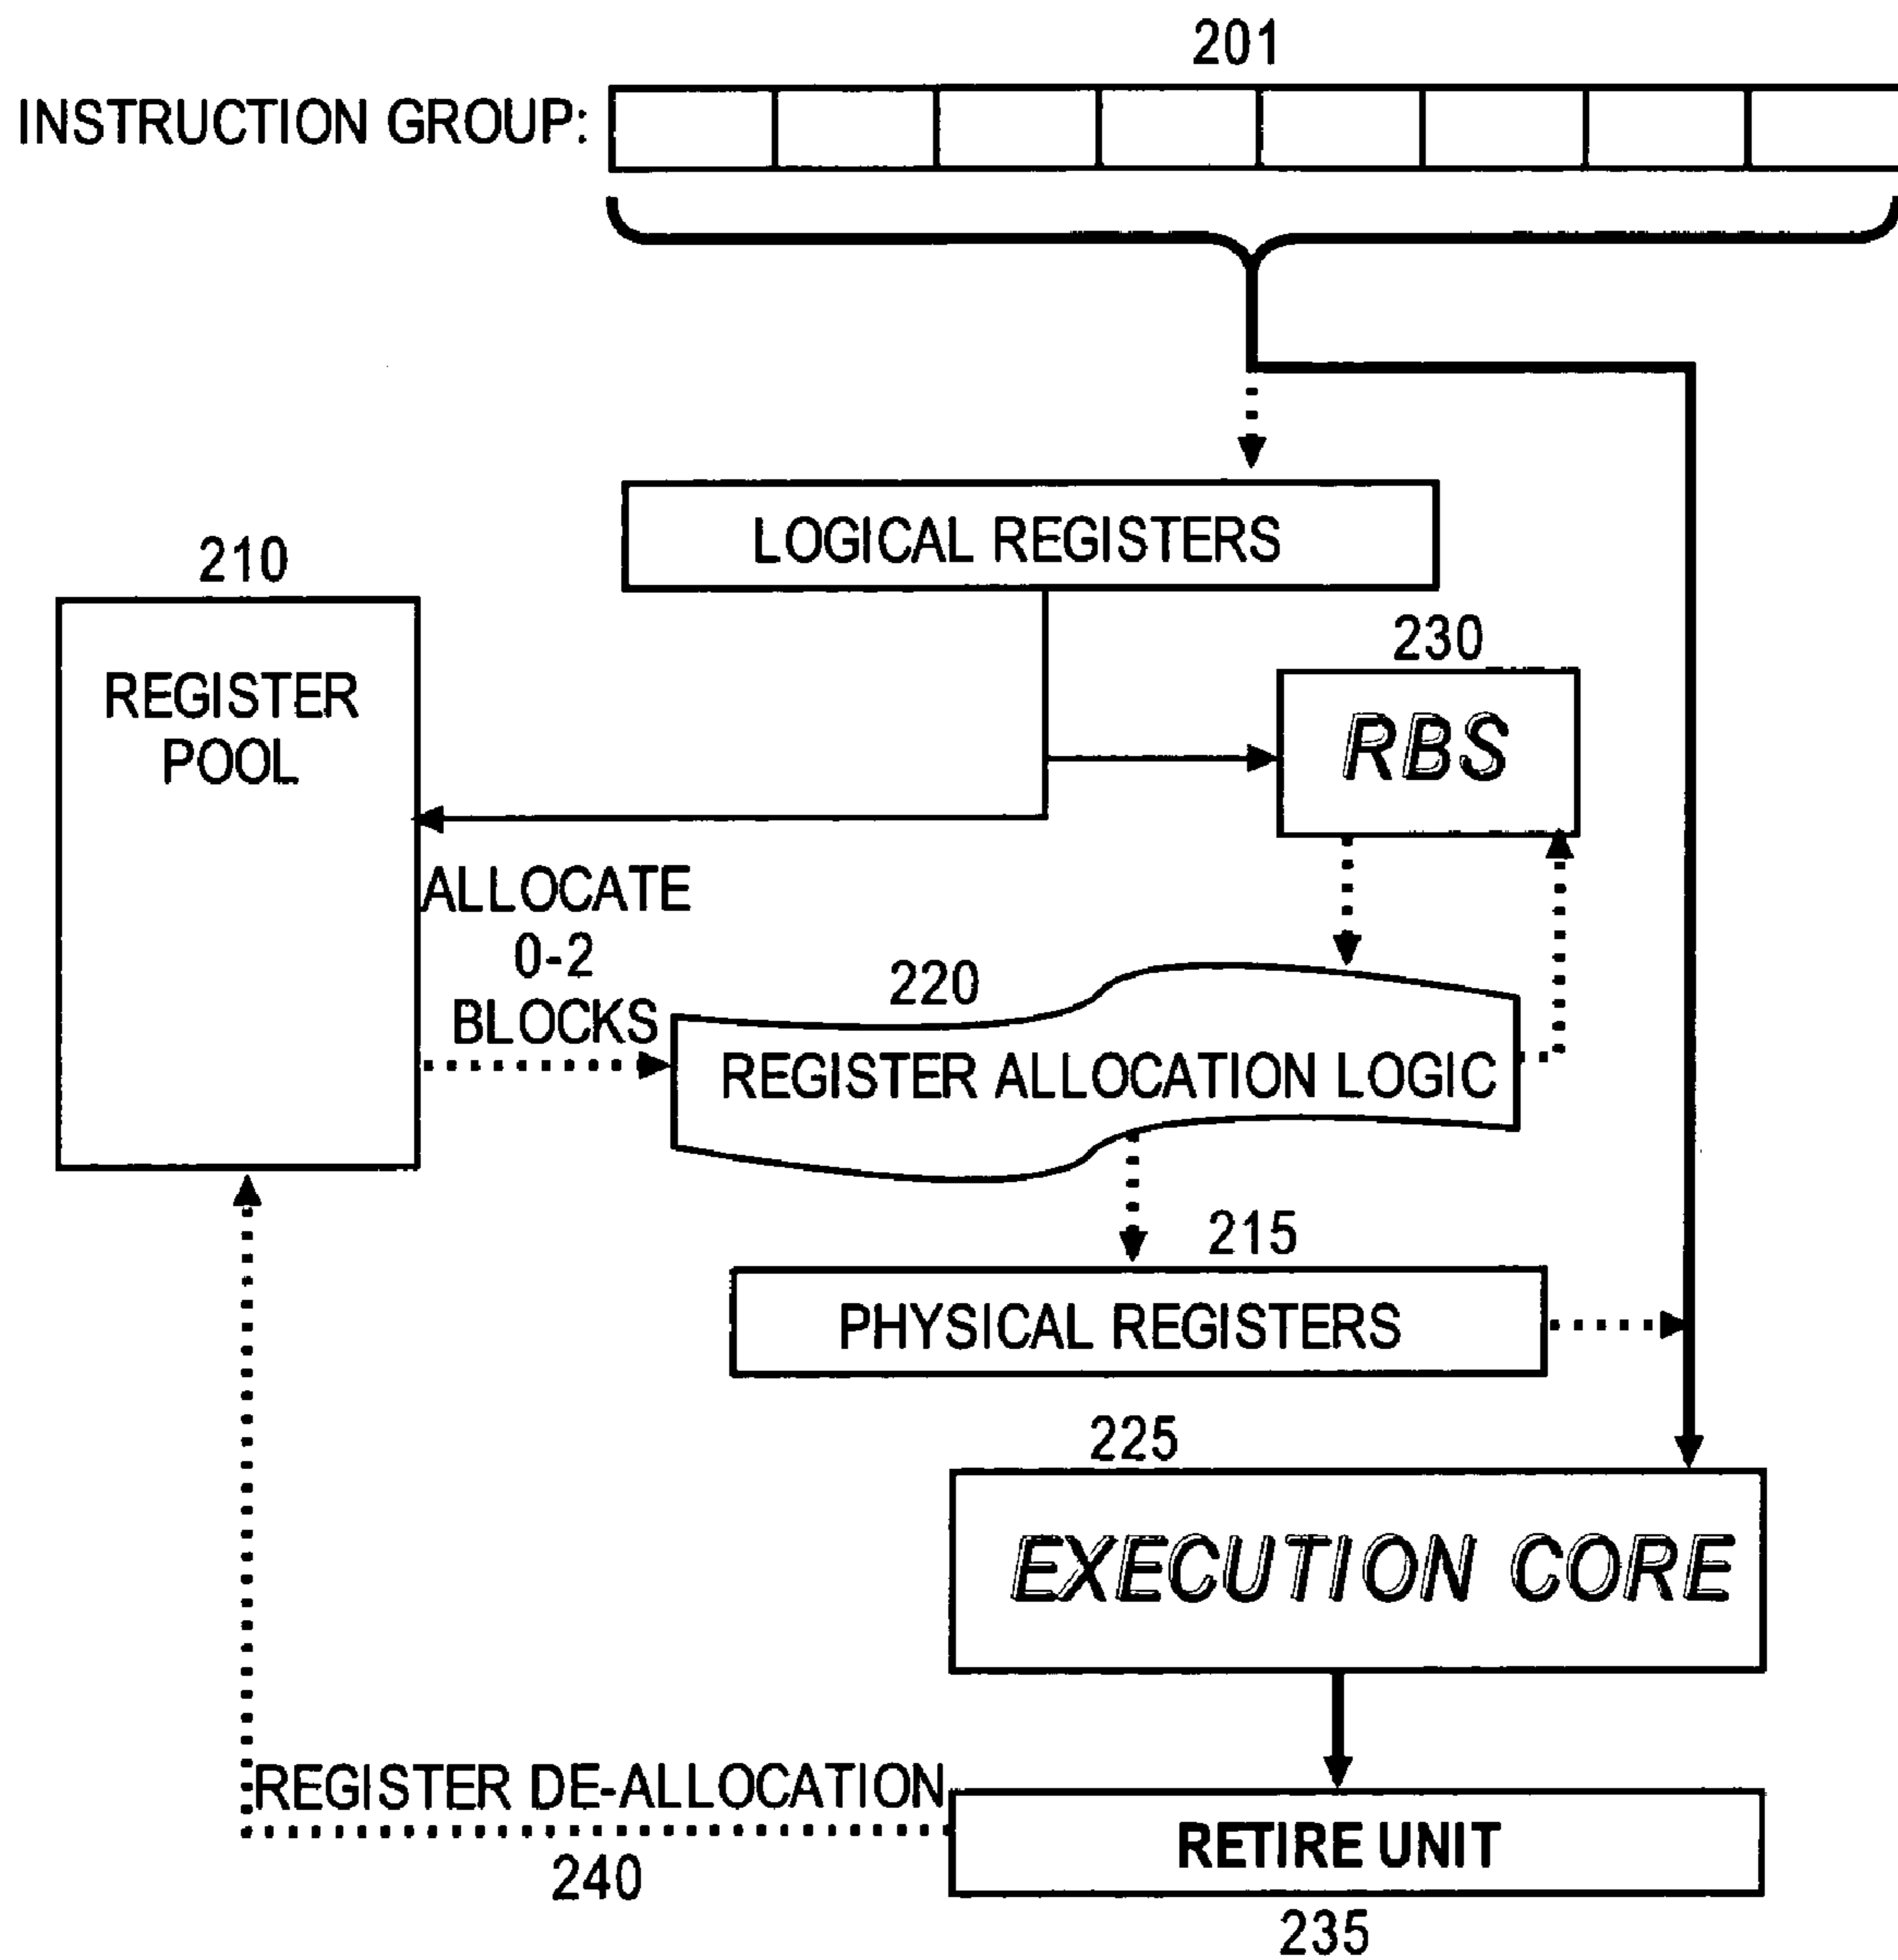 201
INSTRUCTION GROUP:
LOGICAL REGISTERS
210
REGISTER
POOL
230
RBS
ALLOCATE
0-2
BLOCKS
220
REGISTER ALLOCATION LOGIC
215
PHYSICAL REGISTERS
225
EXECUTION CORE
REGISTER DE-ALLOCATION
240
RETIRE UNIT
235